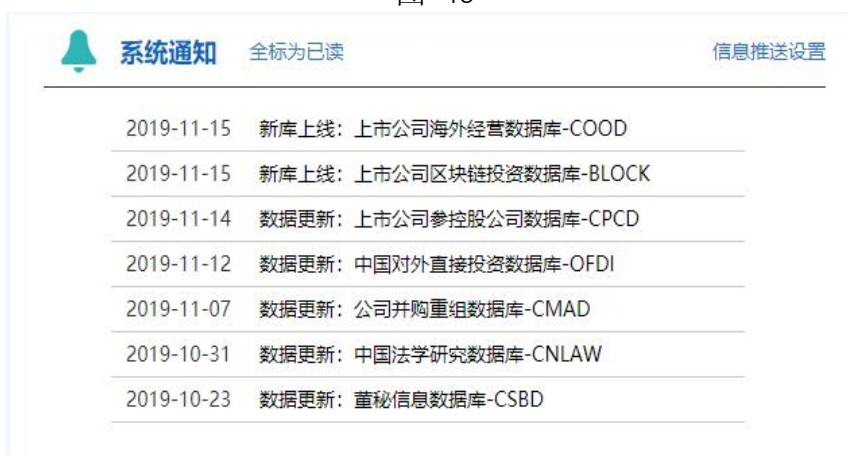 系统通知 全标为已读 信息推送设置
2019-11-15 新库上线：上市公司海外经营数据库-COOD
2019-11-15 新库上线：上市公司区块链投资数据库-BLOCK
2019-11-14 数据更新：上市公司参控股公司数据库-CPCD
2019-11-12 数据更新：中国对外直接投资数据库-OFDI
2019-11-07 数据更新：公司并购重组数据库-CMAD
2019-10-31 数据更新：中国法学研究数据库-CNLAW
2019-10-23 数据更新：董秘信息数据库-CSBD